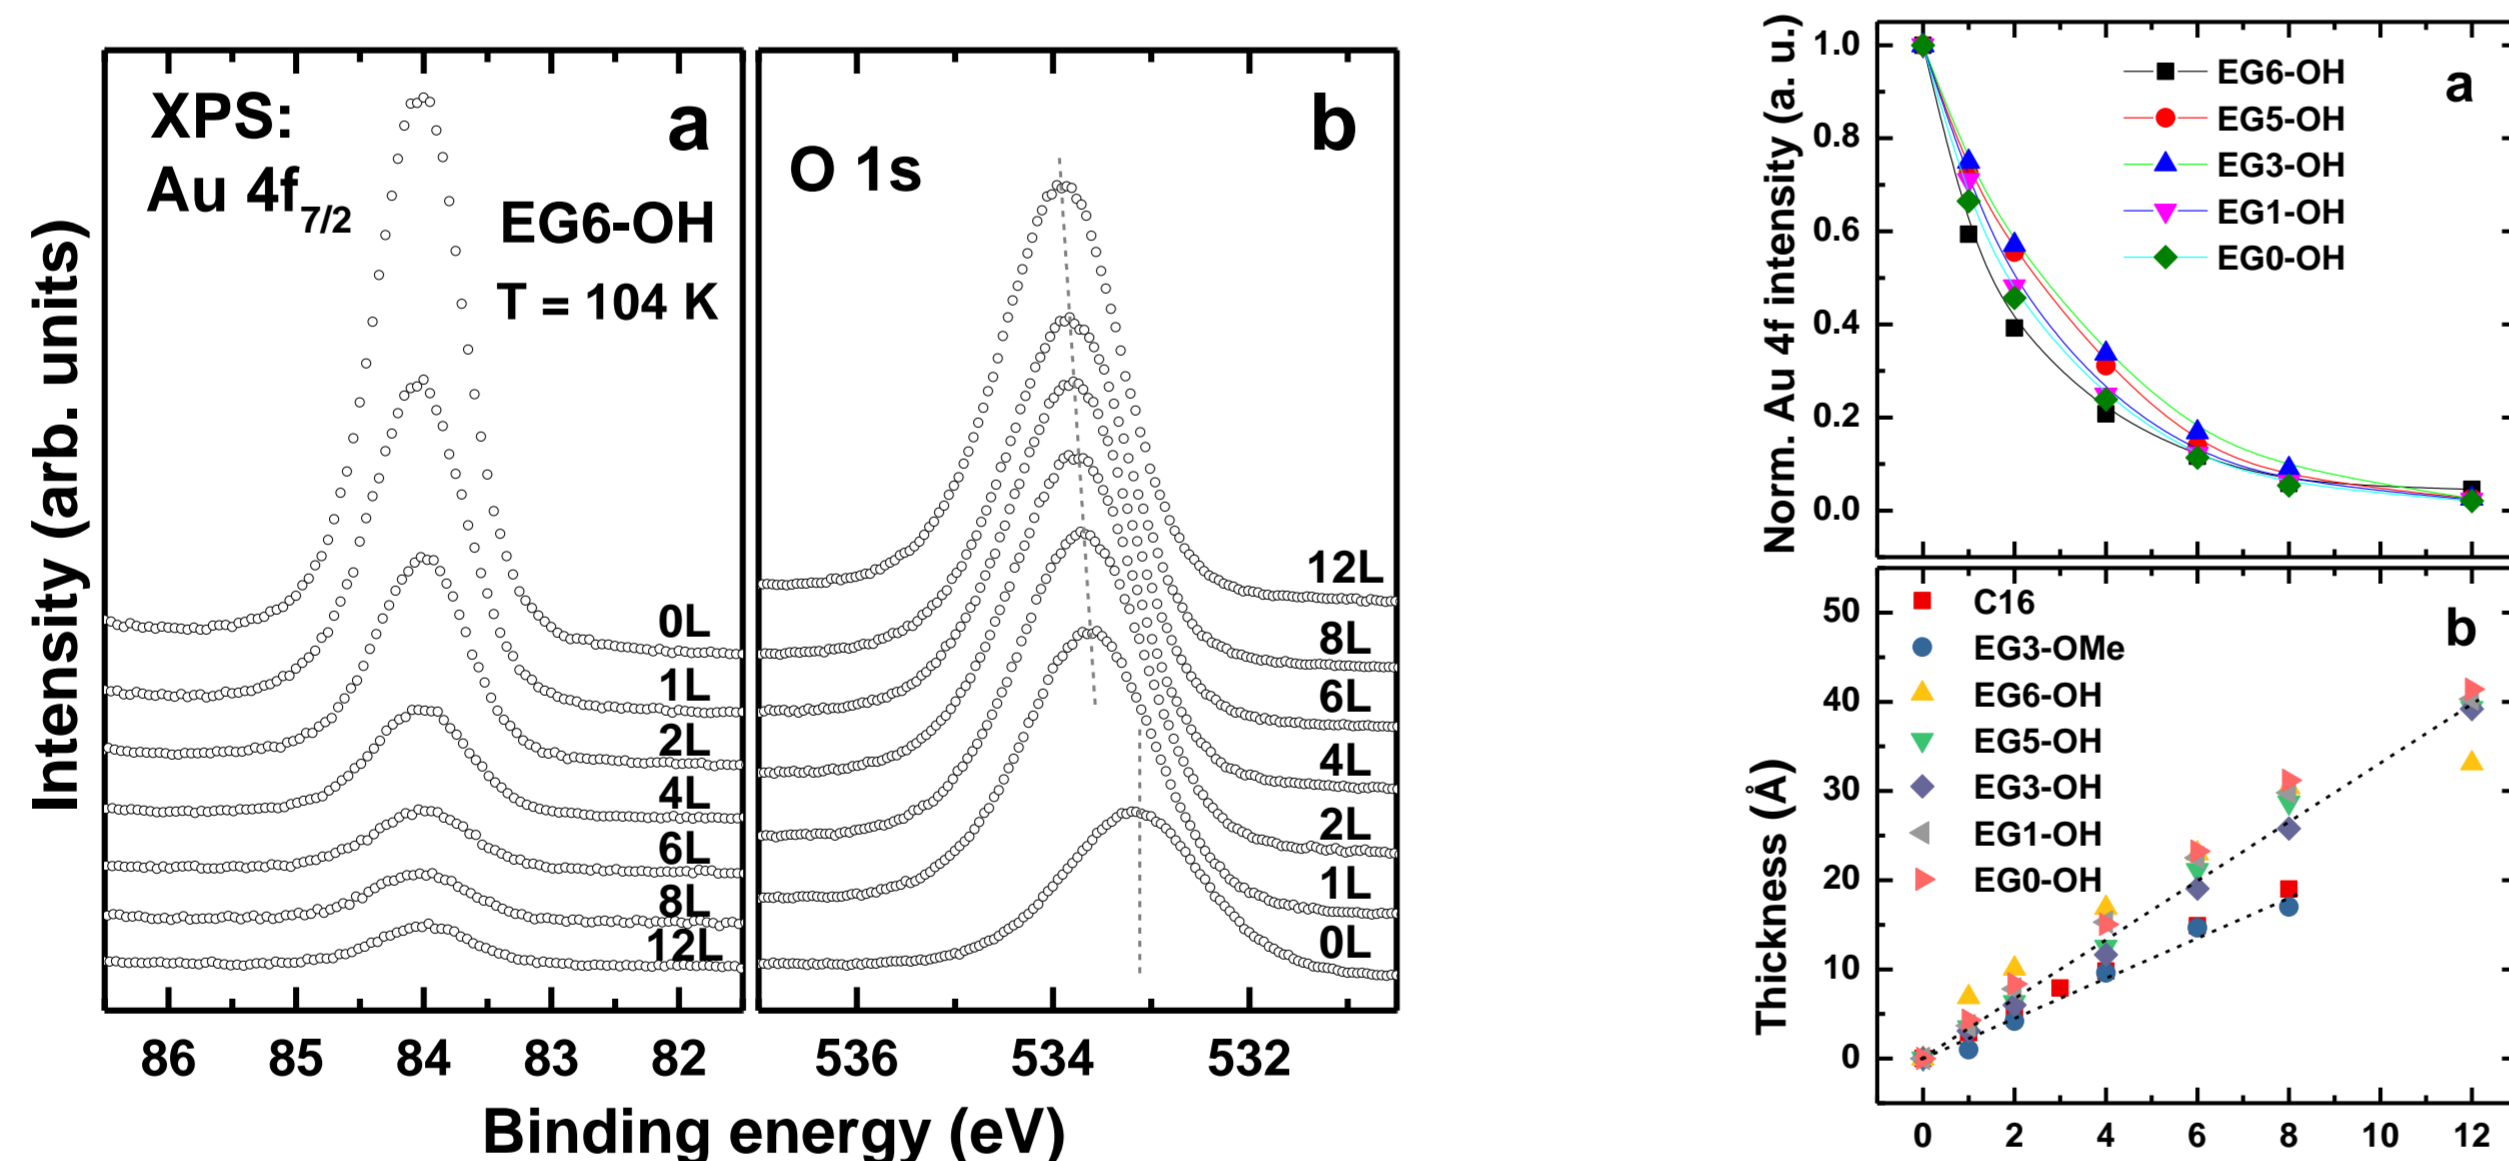 XPS:
Au 4f7/2
a
EG6-OH
T = 104 K
0L
1L
2L
4L
6L
8L
12L
86 85 84 83 82
Intensity (arb. units)
b
O 1s
12L
8L
6L
4L
2L
1L
0L
536 534 532
Binding energy (eV)
Norm. Au 4f intensity (a. u.)
1.0
0.8
0.6
0.4
0.2
0.0
a
EG6-OH
EG5-OH
EG3-OH
EG1-OH
EG0-OH
Thickness (Å)
50
40
30
20
10
0
b
C16
EG3-OMe
EG6-OH
EG5-OH
EG3-OH
EG1-OH
EG0-OH
0 2 4 6 8 10 12